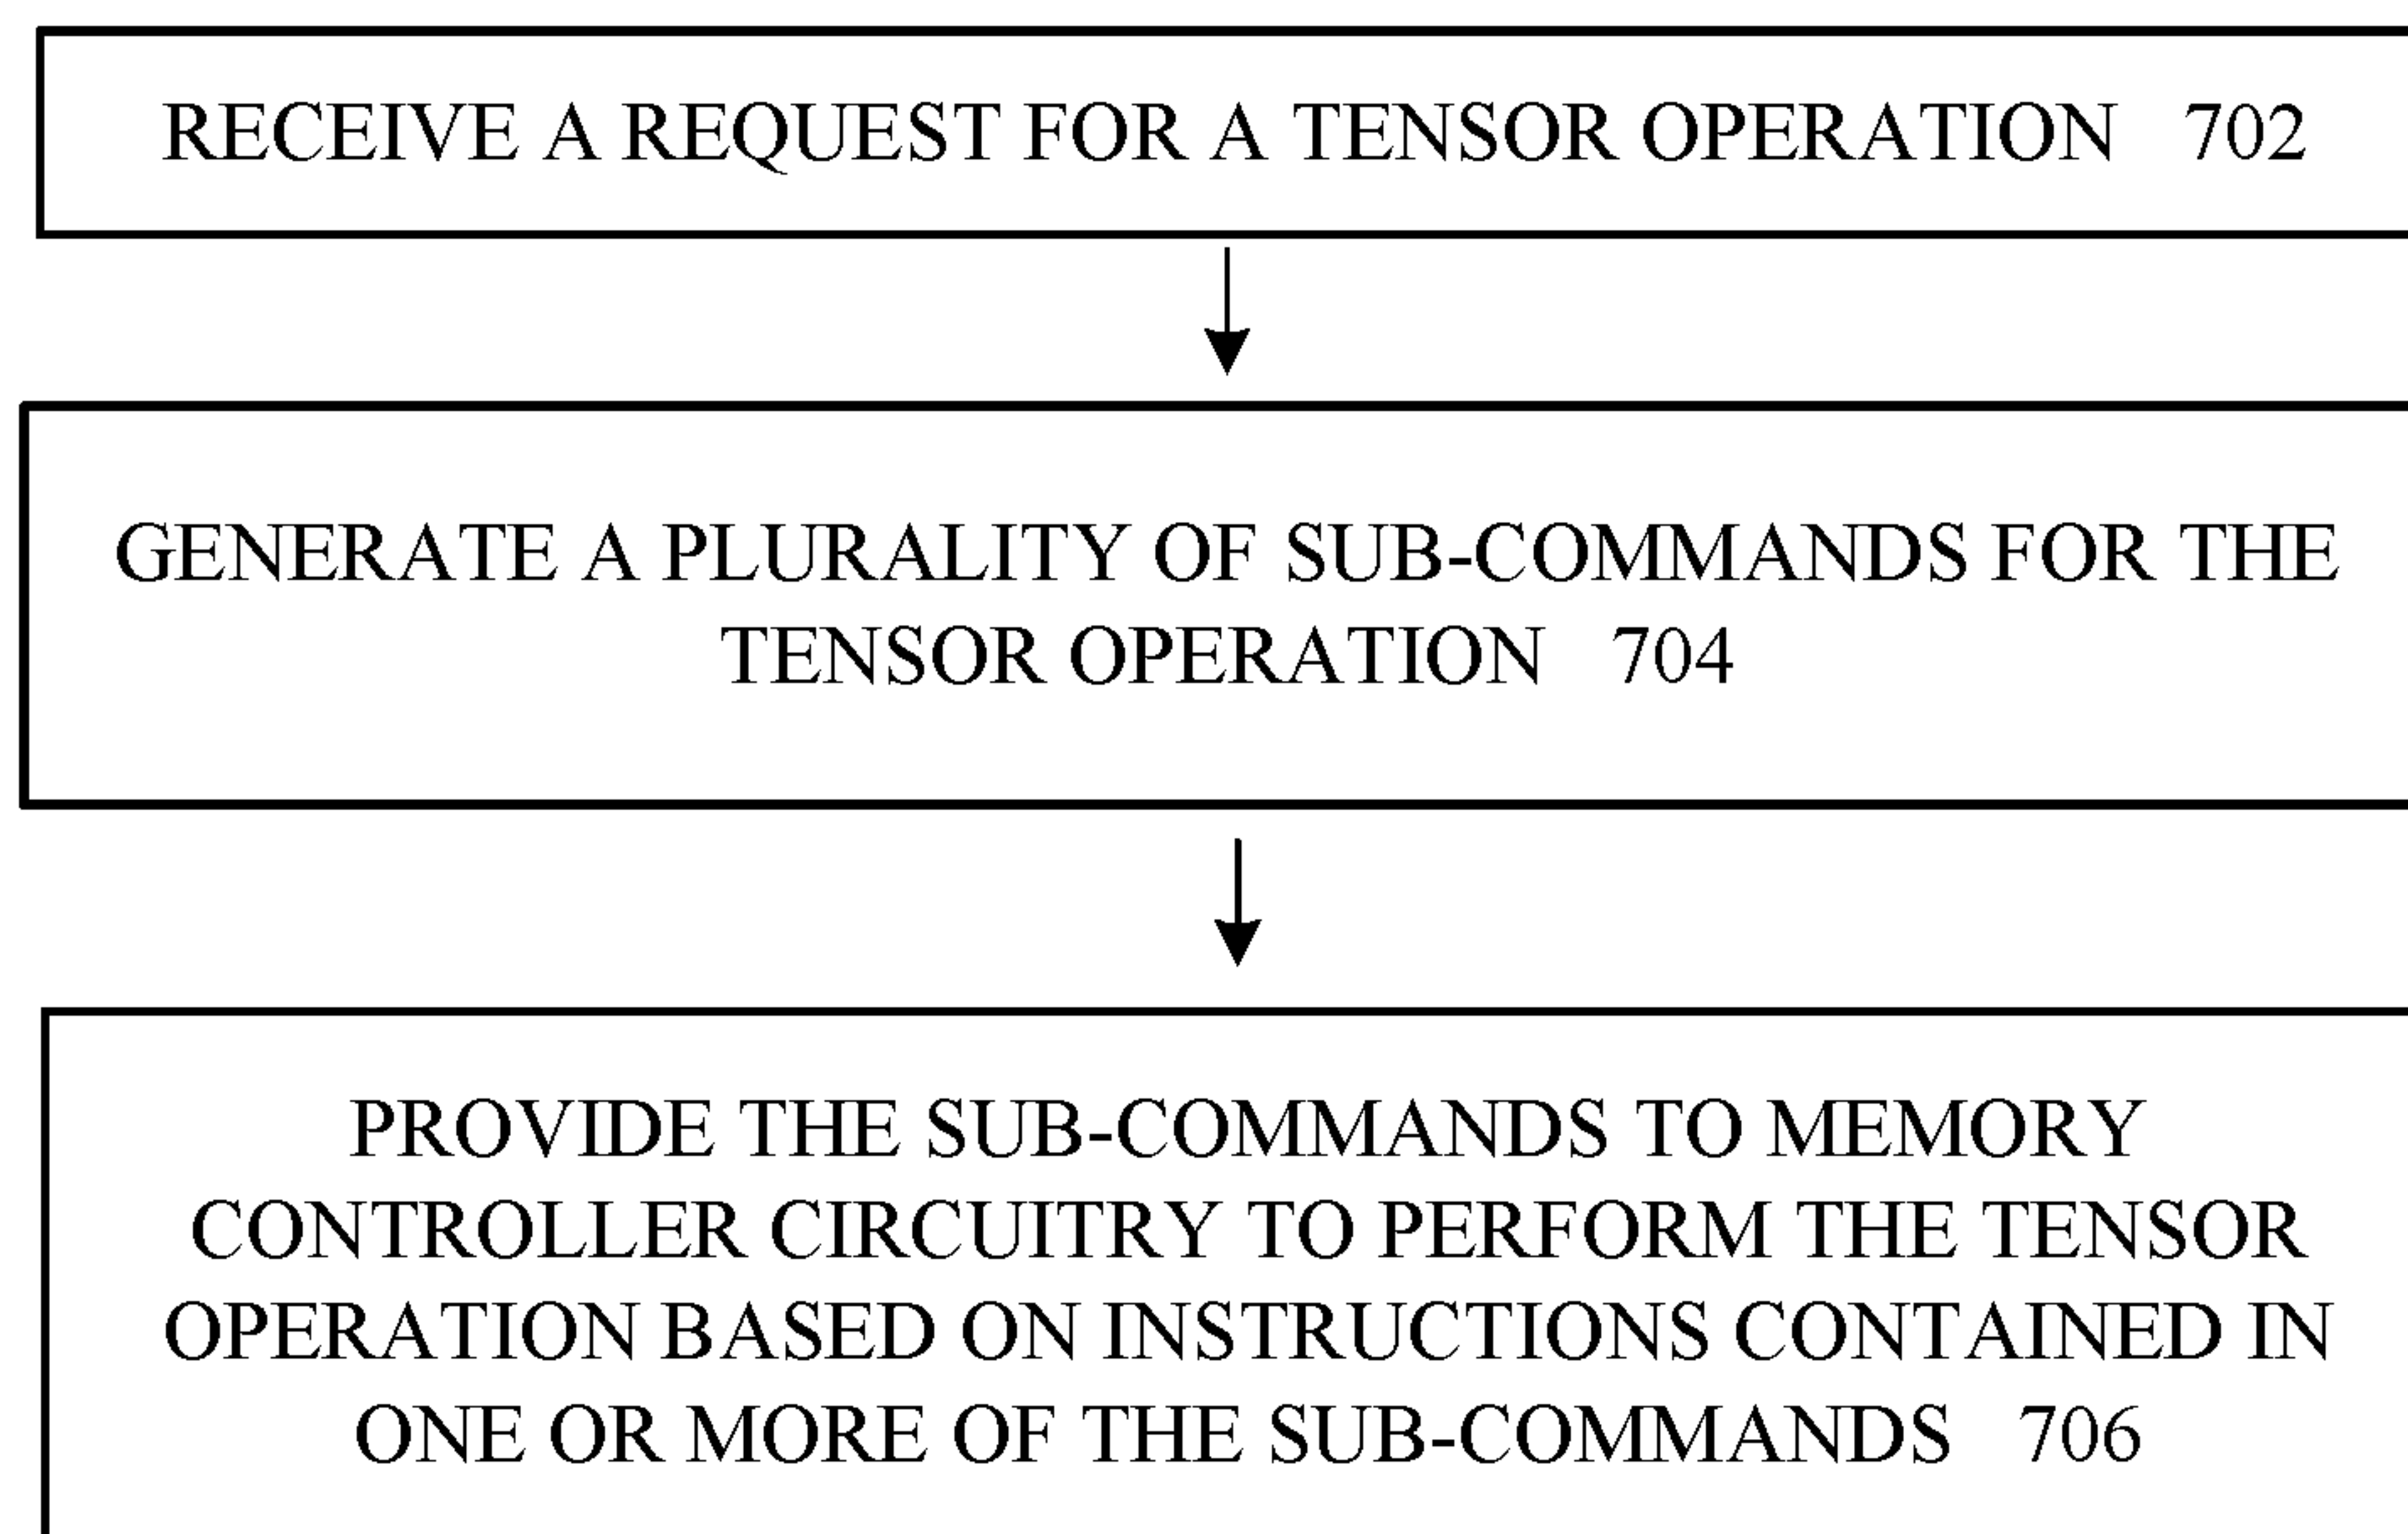 RECEIVE A REQUEST FOR A TENSOR OPERATION 702
GENERATE A PLURALITY OF SUB-COMMANDS FOR THE
TENSOR OPERATION 704
PROVIDE THE SUB-COMMANDS TO MEMORY
CONTROLLER CIRCUITRY TO PERFORM THE TENSOR
OPERATION BASED ON INSTRUCTIONS CONTAINED IN
ONE OR MORE OF THE SUB-COMMANDS 706